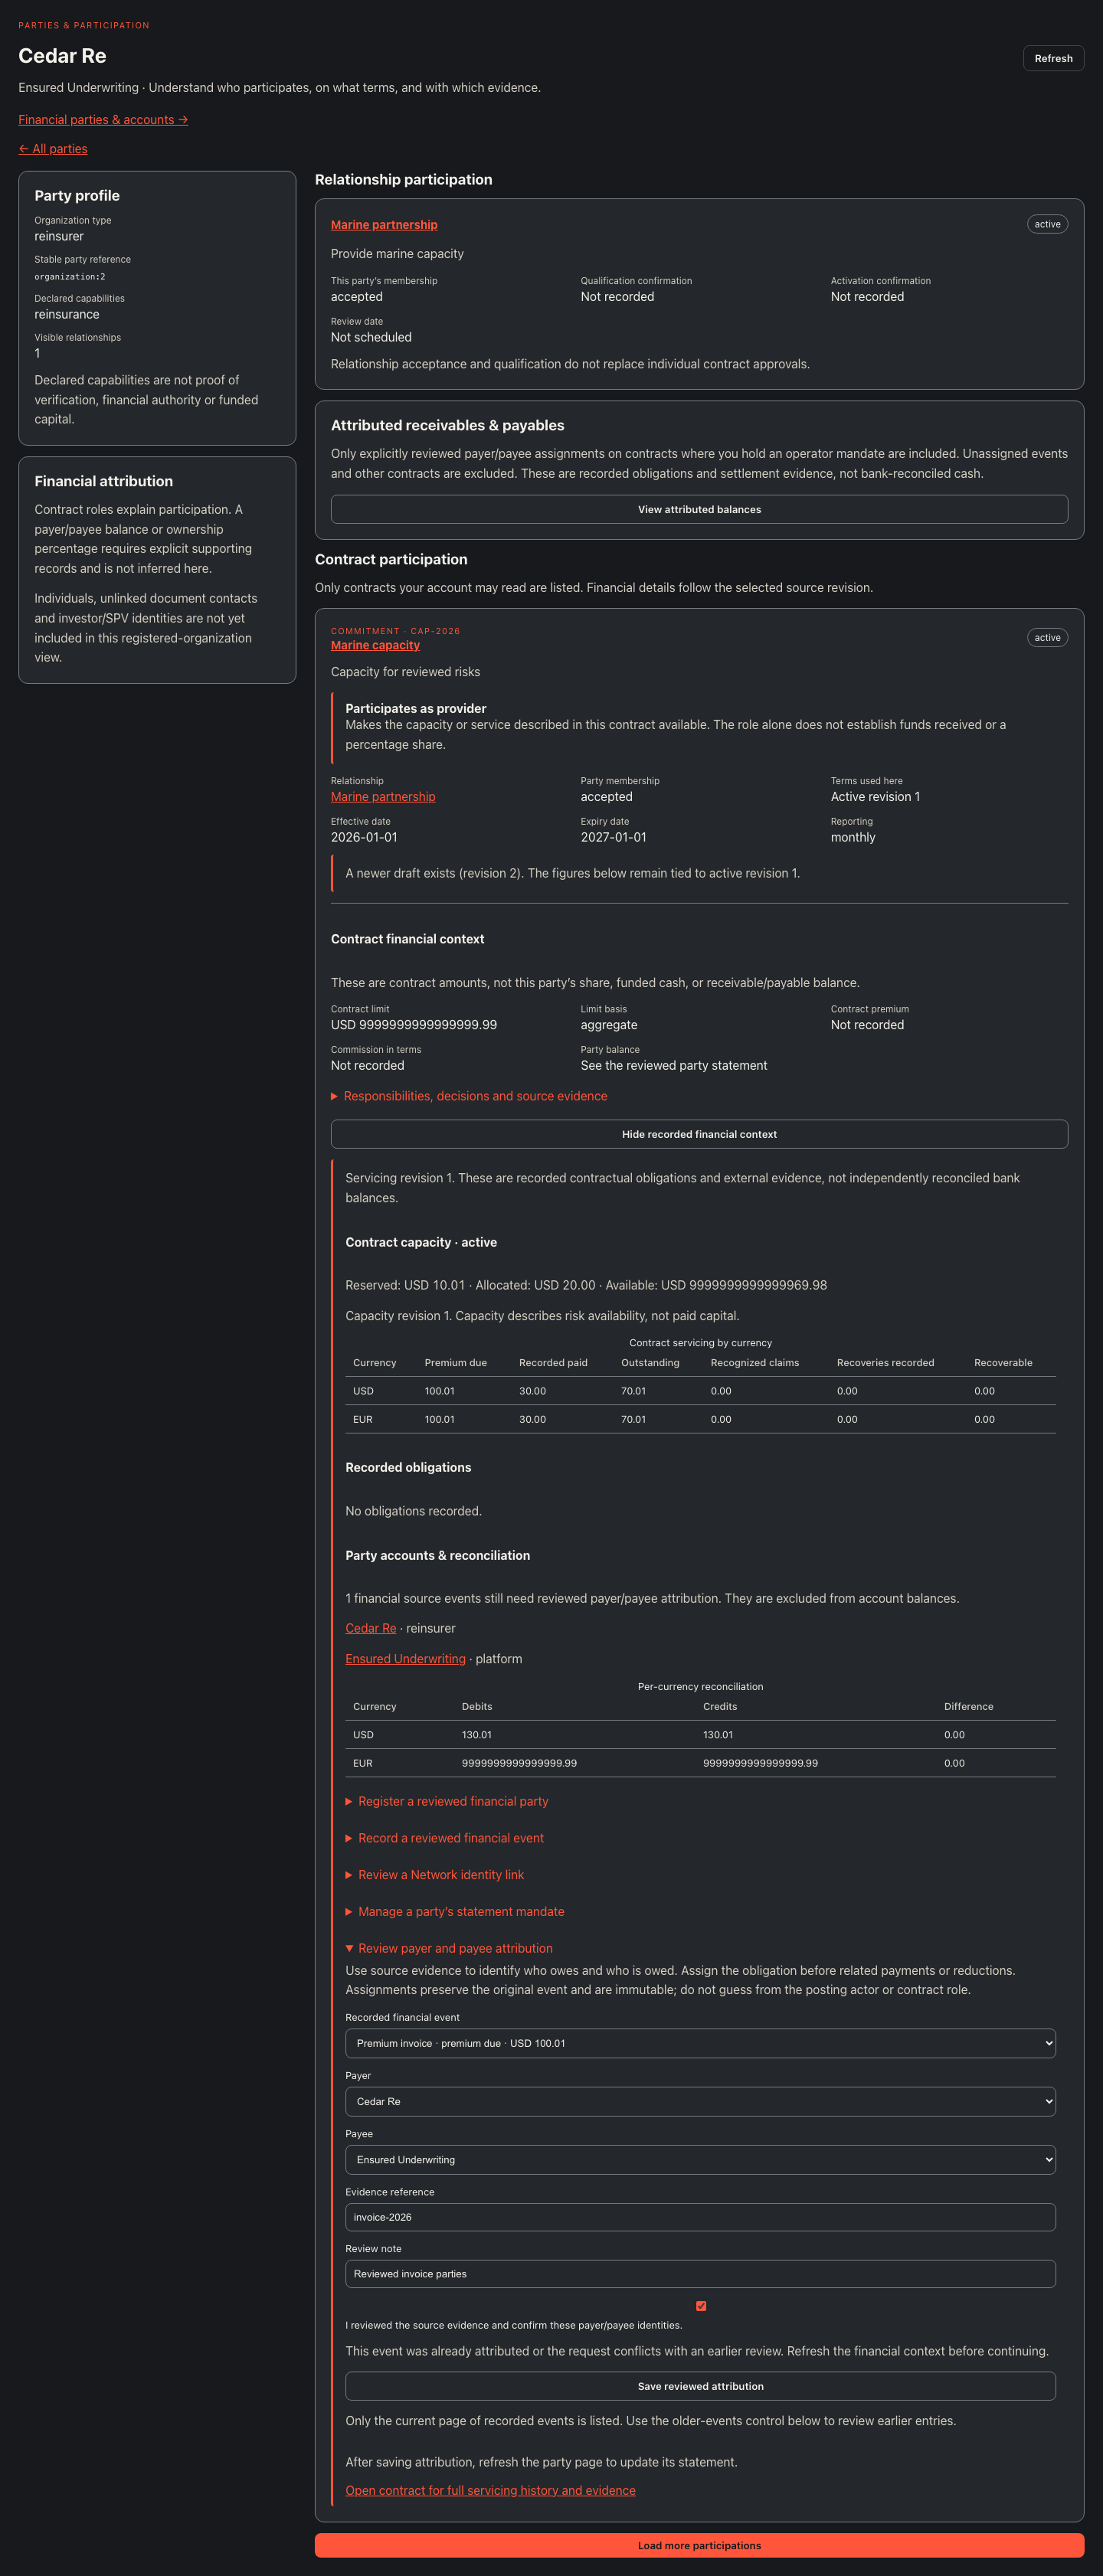 PARTIES & PARTICIPATION
Cedar Re
Refresh
Ensured Underwriting · Understand who participates, on what terms, and with which evidence.
Financial parties & accounts →
← All parties
Party profile
Organization type
reinsurer
Stable party reference
organization:2
Declared capabilities
reinsurance
Visible relationships
1
Declared capabilities are not proof of
verification, financial authority or funded
capital.
Financial attribution
Contract roles explain participation. A
payer/payee balance or ownership
percentage requires explicit supporting
records and is not inferred here.
Individuals, unlinked document contacts
and investor/SPV identities are not yet
included in this registered-organization
view.
Relationship participation
Marine partnership
active
Provide marine capacity
This party's membership
accepted
Qualification confirmation
Not recorded
Activation confirmation
Not recorded
Review date
Not scheduled
Relationship acceptance and qualification do not replace individual contract approvals.
Attributed receivables & payables
Only explicitly reviewed payer/payee assignments on contracts where you hold an operator mandate are included. Unassigned events
and other contracts are excluded. These are recorded obligations and settlement evidence, not bank-reconciled cash.
View attributed balances
Contract participation
Only contracts your account may read are listed. Financial details follow the selected source revision.
COMMITMENT · CAP-2026
Marine capacity
active
Capacity for reviewed risks
Participates as provider
Makes the capacity or service described in this contract available. The role alone does not establish funds received or a
percentage share.
Relationship
Marine partnership
Party membership
accepted
Terms used here
Active revision 1
Effective date
2026-01-01
Expiry date
2027-01-01
Reporting
monthly
A newer draft exists (revision 2). The figures below remain tied to active revision 1.
Contract financial context
These are contract amounts, not this party's share, funded cash, or receivable/payable balance.
Contract limit
USD 9999999999999999.99
Limit basis
aggregate
Contract premium
Not recorded
Commission in terms
Not recorded
Party balance
See the reviewed party statement
▶ Responsibilities, decisions and source evidence
Hide recorded financial context
Servicing revision 1. These are recorded contractual obligations and external evidence, not independently reconciled bank
balances.
Contract capacity · active
Reserved: USD 10.01 · Allocated: USD 20.00 · Available: USD 9999999999999969.98
Capacity revision 1. Capacity describes risk availability, not paid capital.
Contract servicing by currency
Currency Premium due Recorded paid Outstanding Recognized claims Recoveries recorded Recoverable
USD 100.01 30.00 70.01 0.00 0.00 0.00
EUR 100.01 30.00 70.01 0.00 0.00 0.00
Recorded obligations
No obligations recorded.
Party accounts & reconciliation
1 financial source events still need reviewed payer/payee attribution. They are excluded from account balances.
Cedar Re · reinsurer
Ensured Underwriting · platform
Per-currency reconciliation
Currency Debits Credits Difference
USD 130.01 130.01 0.00
EUR 9999999999999999.99 9999999999999999.99 0.00
▶ Register a reviewed financial party
▶ Record a reviewed financial event
▶ Review a Network identity link
▶ Manage a party's statement mandate
▼ Review payer and payee attribution
Use source evidence to identify who owes and who is owed. Assign the obligation before related payments or reductions.
Assignments preserve the original event and are immutable; do not guess from the posting actor or contract role.
Recorded financial event
Premium invoice · premium due · USD 100.01
Payer
Cedar Re
Payee
Ensured Underwriting
Evidence reference
invoice-2026
Review note
Reviewed invoice parties
I reviewed the source evidence and confirm these payer/payee identities.
This event was already attributed or the request conflicts with an earlier review. Refresh the financial context before continuing.
Save reviewed attribution
Only the current page of recorded events is listed. Use the older-events control below to review earlier entries.
After saving attribution, refresh the party page to update its statement.
Open contract for full servicing history and evidence
Load more participations